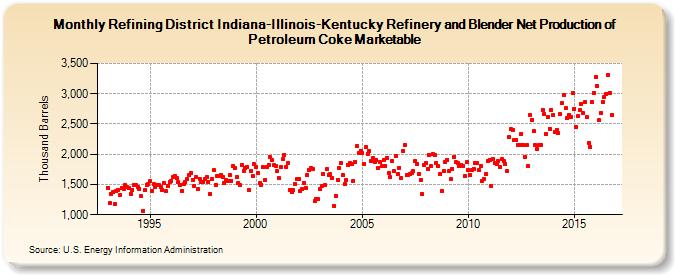 Monthly Refining District Indiana-Illinois-Kentucky Refinery and Blender Net Production of
Petroleum Coke Marketable
Thousand Barrels
3,500
3,000
2,500
2,000
1,500
1,000
1995
2000
2005
2010
2015
Source: U.S. Energy Information Administration